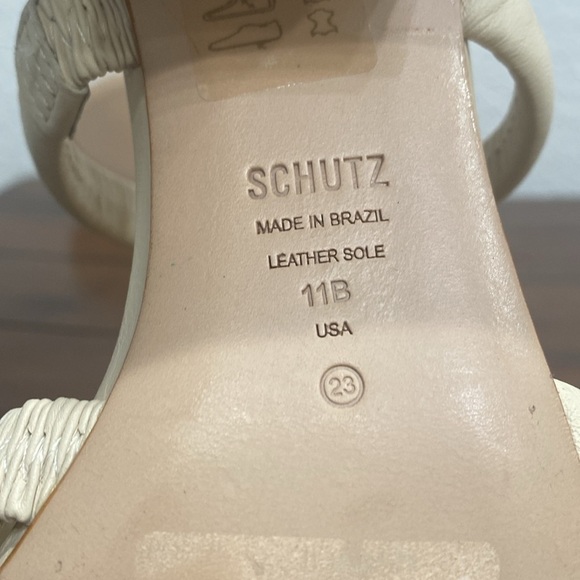 SCHUTZ
MADE IN BRAZIL
LEATHER SOLE
11B
USA
23